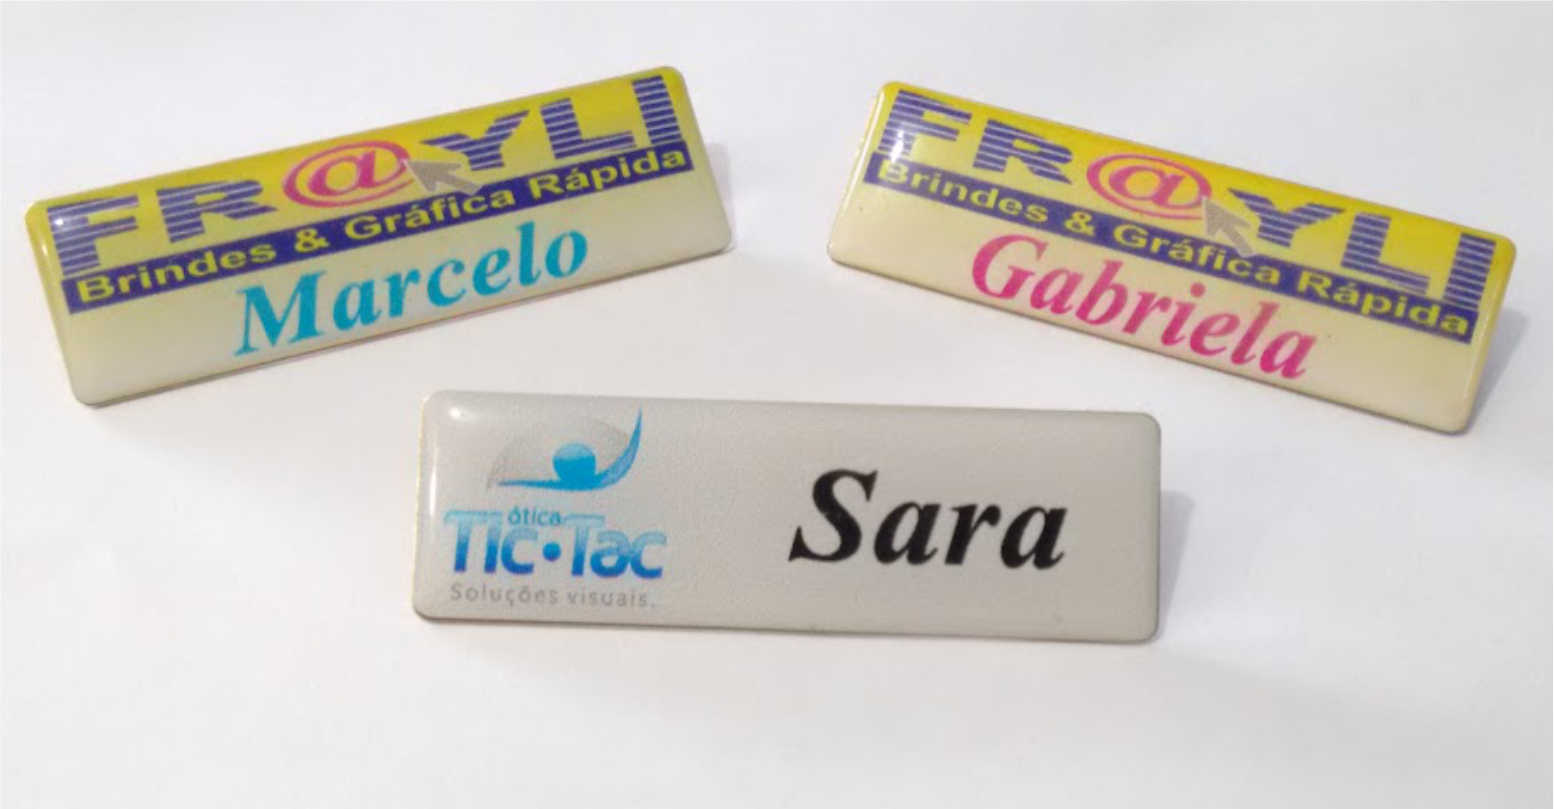 FR@YLI
Brindes & Gráfica Rápida
Marcelo
FR@YLI
Brindes & Gráfica Rápida
Gabriela
ótica
Tic•Tac
Soluções visuais.
Sara